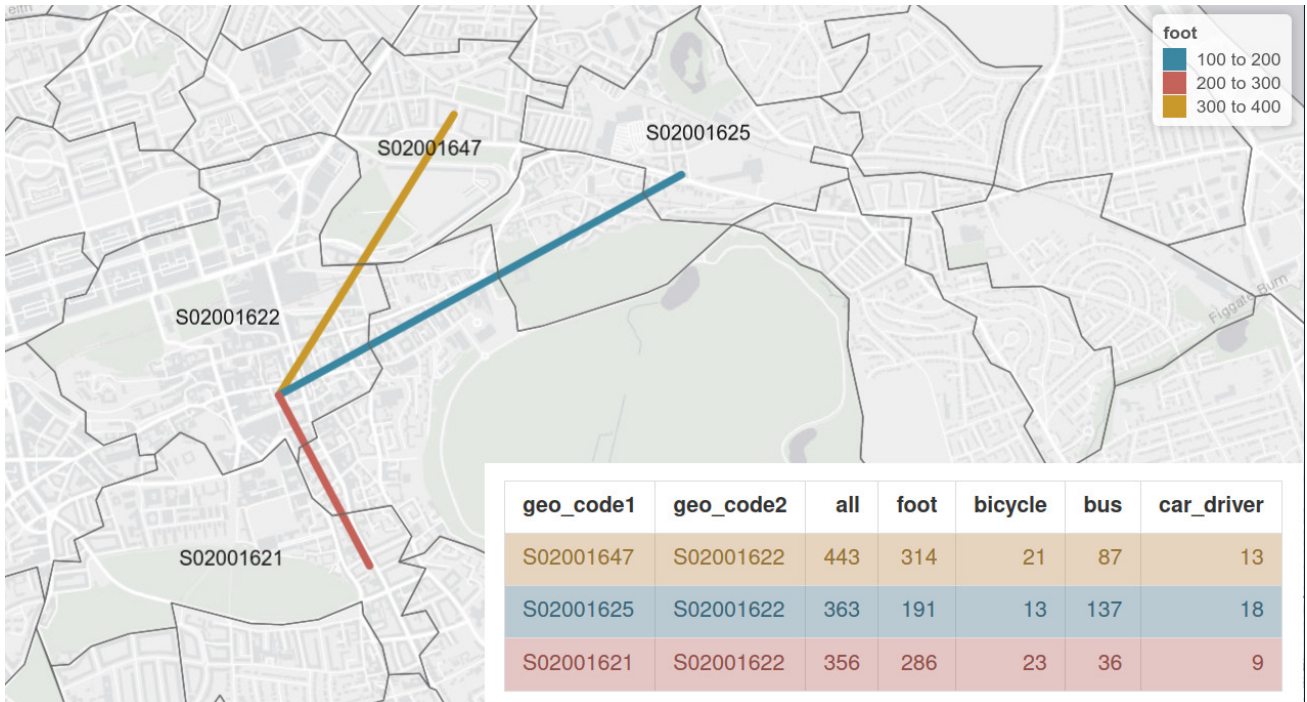 eith
foot
100 to 200
200 to 300
300 to 400
S02001625
S02001647
Figgate Burn
S02001622
S02001621
geo_code1 geo_code2 all foot bicycle bus car_driver
S02001647 S02001622 443 314 21 87 13
S02001625 S02001622 363 191 13 137 18
S02001621 S02001622 356 286 23 36 9